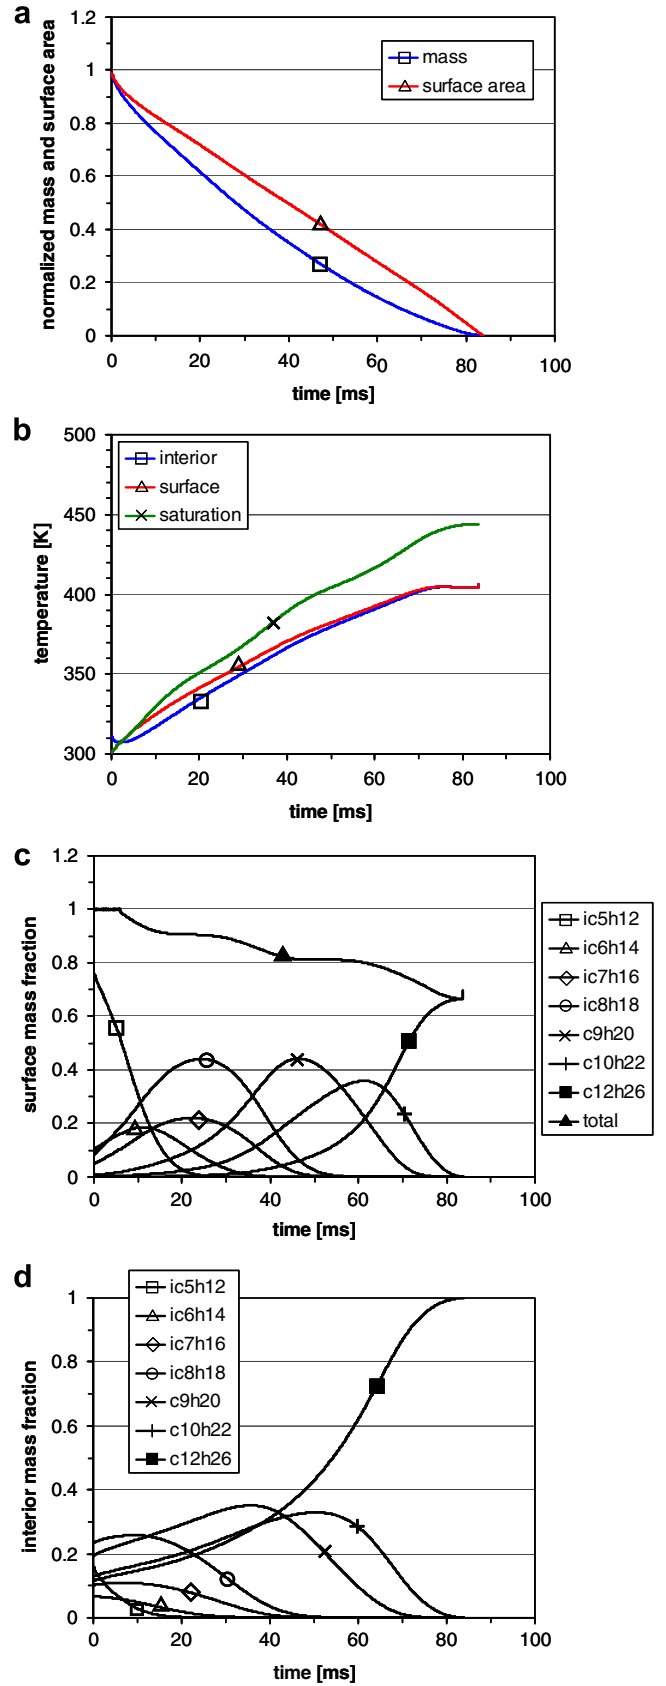 a
1.2
1
0.8
0.6
0.4
0.2
0
normalized mass and surface area
mass
surface area
0 20 40 60 80 100
time [ms]
b
500
450
400
350
300
temperature [K]
interior
surface
saturation
0 20 40 60 80 100
time [ms]
c
1.2
1
0.8
0.6
0.4
0.2
0
surface mass fraction
ic5h12
ic6h14
ic7h16
ic8h18
c9h20
c10h22
c12h26
total
0 20 40 60 80 100
time [ms]
d
1
0.8
0.6
0.4
0.2
0
interior mass fraction
ic5h12
ic6h14
ic7h16
ic8h18
c9h20
c10h22
c12h26
0 20 40 60 80 100
time [ms]